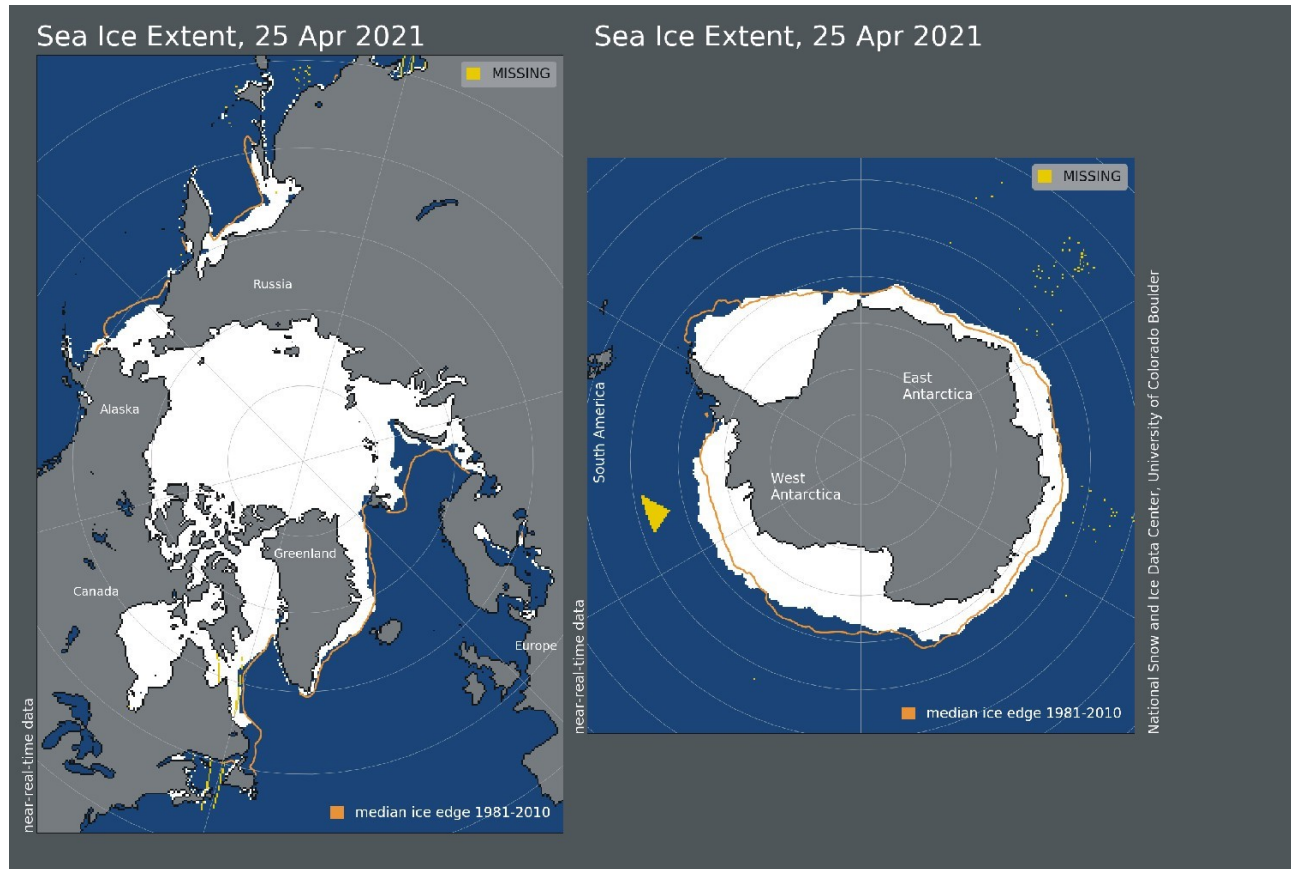 Sea Ice Extent, 25 Apr 2021
MISSING
Russia
Alaska
Greenland
Canada
Europe
near-real-time data
median ice edge 1981-2010
Sea Ice Extent, 25 Apr 2021
MISSING
South America
East
Antarctica
West
Antarctica
near-real-time data
median ice edge 1981-2010
National Snow and Ice Data Center, University of Colorado Boulder